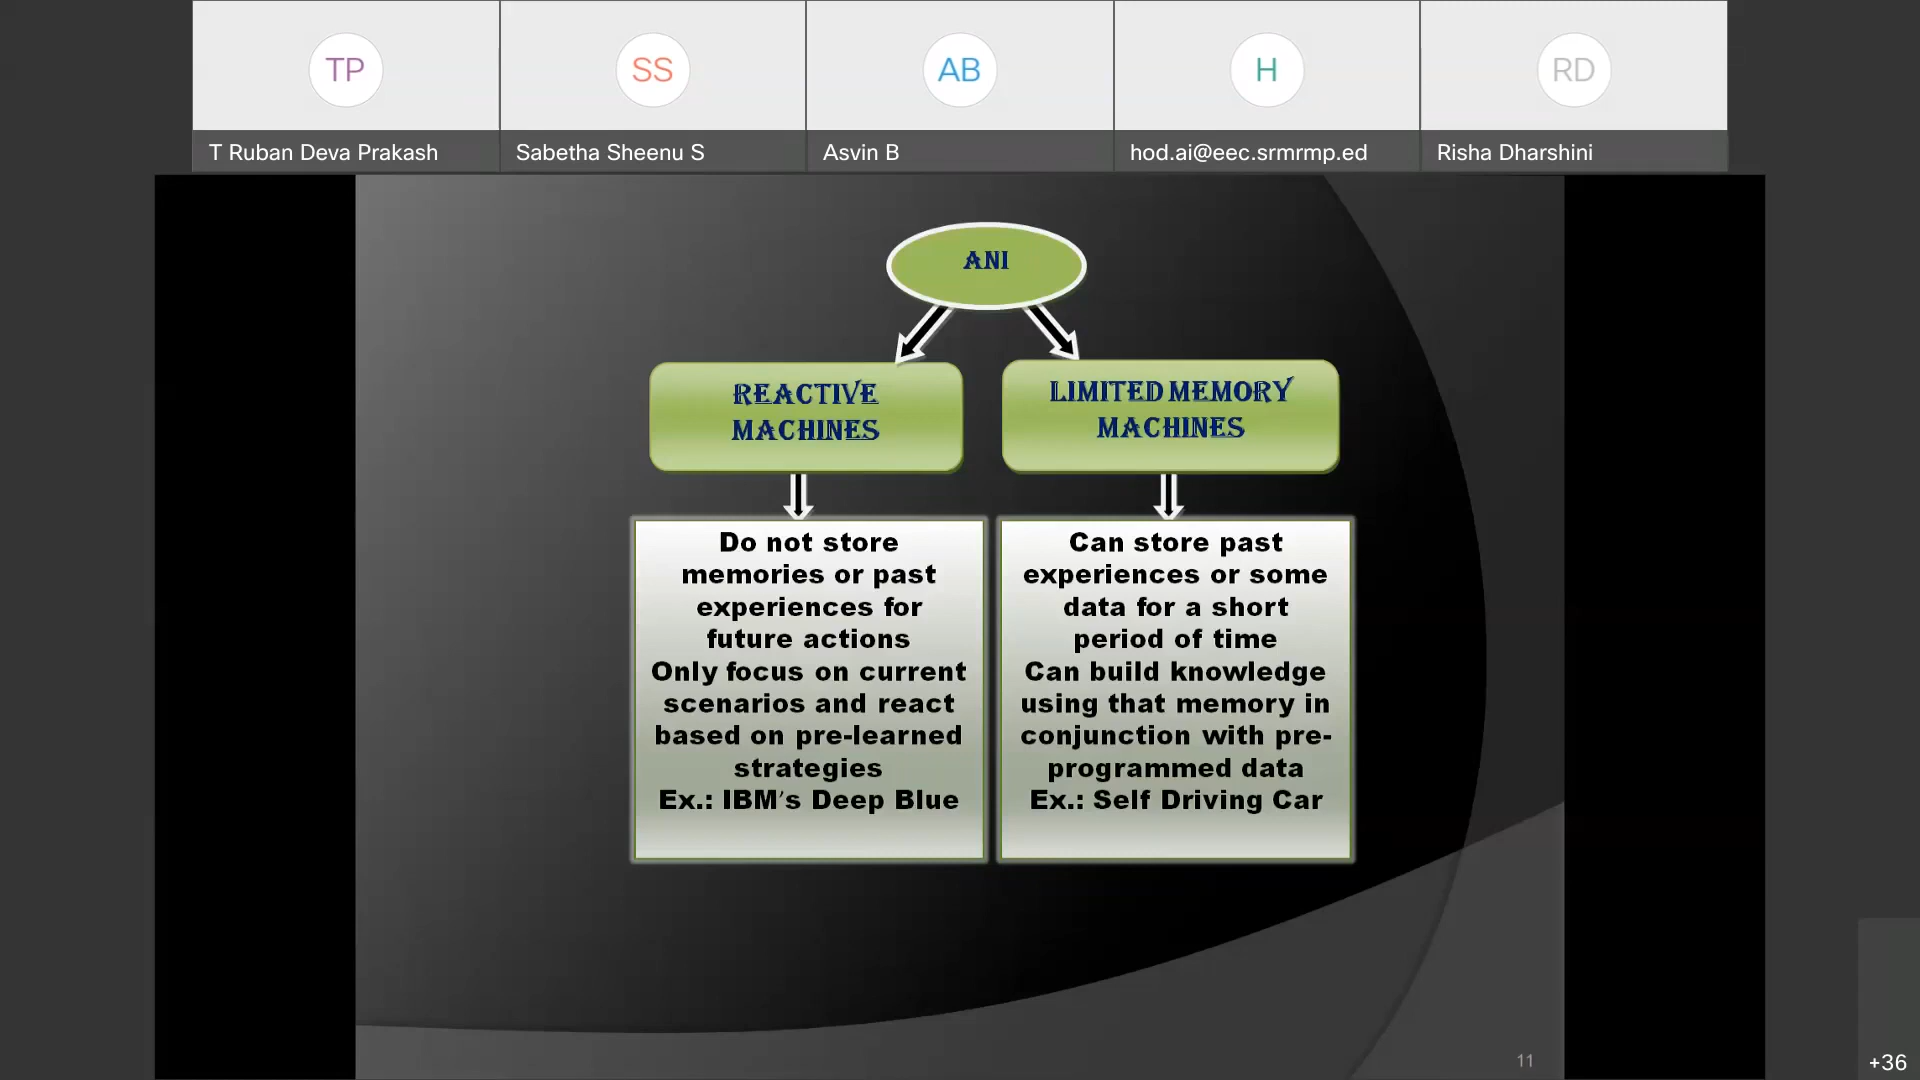 TP
SS
AB
H
RD
T Ruban Deva Prakash
Sabetha Sheenu S
Asvin B
hod.ai@eec.srmrmp.ed
Risha Dharshini
ANI
REACTIVE
MACHINES
LIMITED MEMORY
MACHINES
Do not store
memories or past
experiences for
future actions
Only focus on current
scenarios and react
based on pre-learned
strategies
Ex.: IBM's Deep Blue
Can store past
experiences or some
data for a short
period of time
Can build knowledge
using that memory in
conjunction with pre-
programmed data
Ex.: Self Driving Car
11
+36